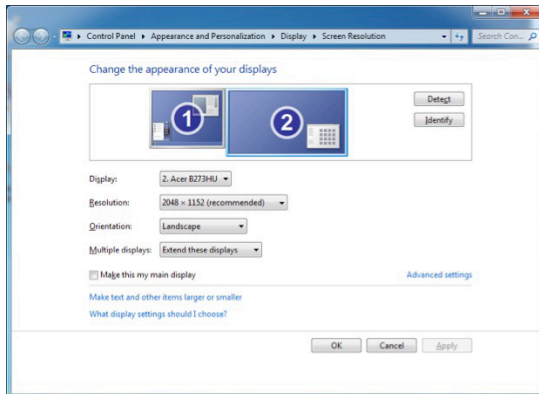 Control Panel ▸ Appearance and Personalization ▸ Display ▸ Screen Resolution
Search Con...
Change the appearance of your displays
1
2
Detect
Identify
Display: 2. Acer B273HU
Resolution: 2048 × 1152 (recommended)
Orientation: Landscape
Multiple displays: Extend these displays
Make this my main display
Advanced settings
Make text and other items larger or smaller
What display settings should I choose?
OK Cancel Apply